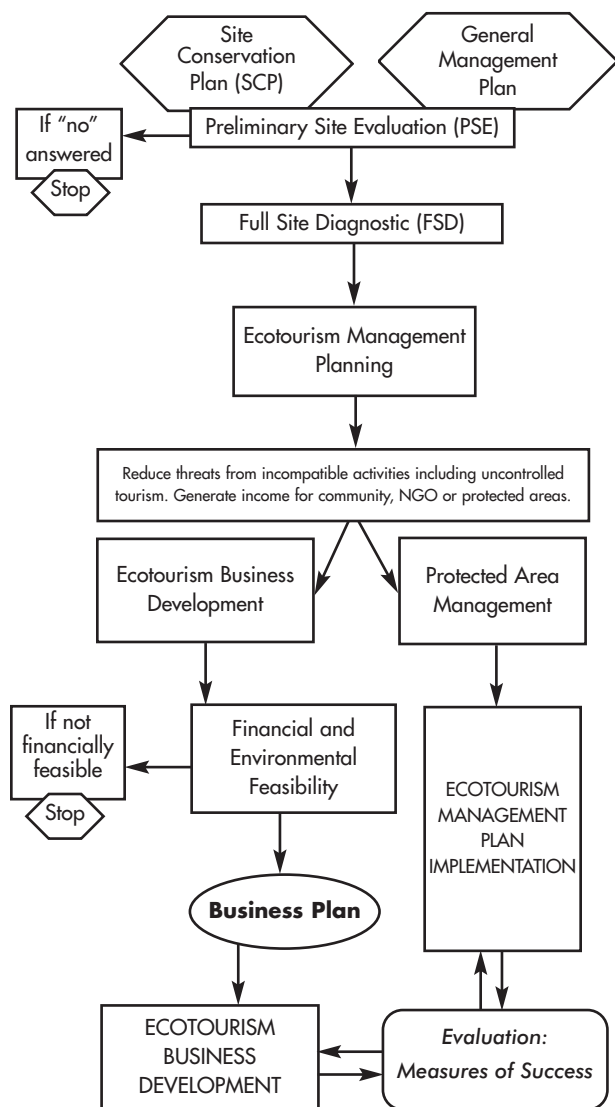 Site
Conservation
Plan (SCP)
General
Management
Plan
If “no”
answered
Stop
Preliminary Site Evaluation (PSE)
Full Site Diagnostic (FSD)
Ecotourism Management
Planning
Reduce threats from incompatible activities including uncontrolled
tourism. Generate income for community, NGO or protected areas.
Ecotourism Business
Development
Protected Area
Management
If not
financially
feasible
Stop
Financial and
Environmental
Feasibility
ECOTOURISM
MANAGEMENT
PLAN
IMPLEMENTATION
Business Plan
ECOTOURISM
BUSINESS
DEVELOPMENT
Evaluation:
Measures of Success